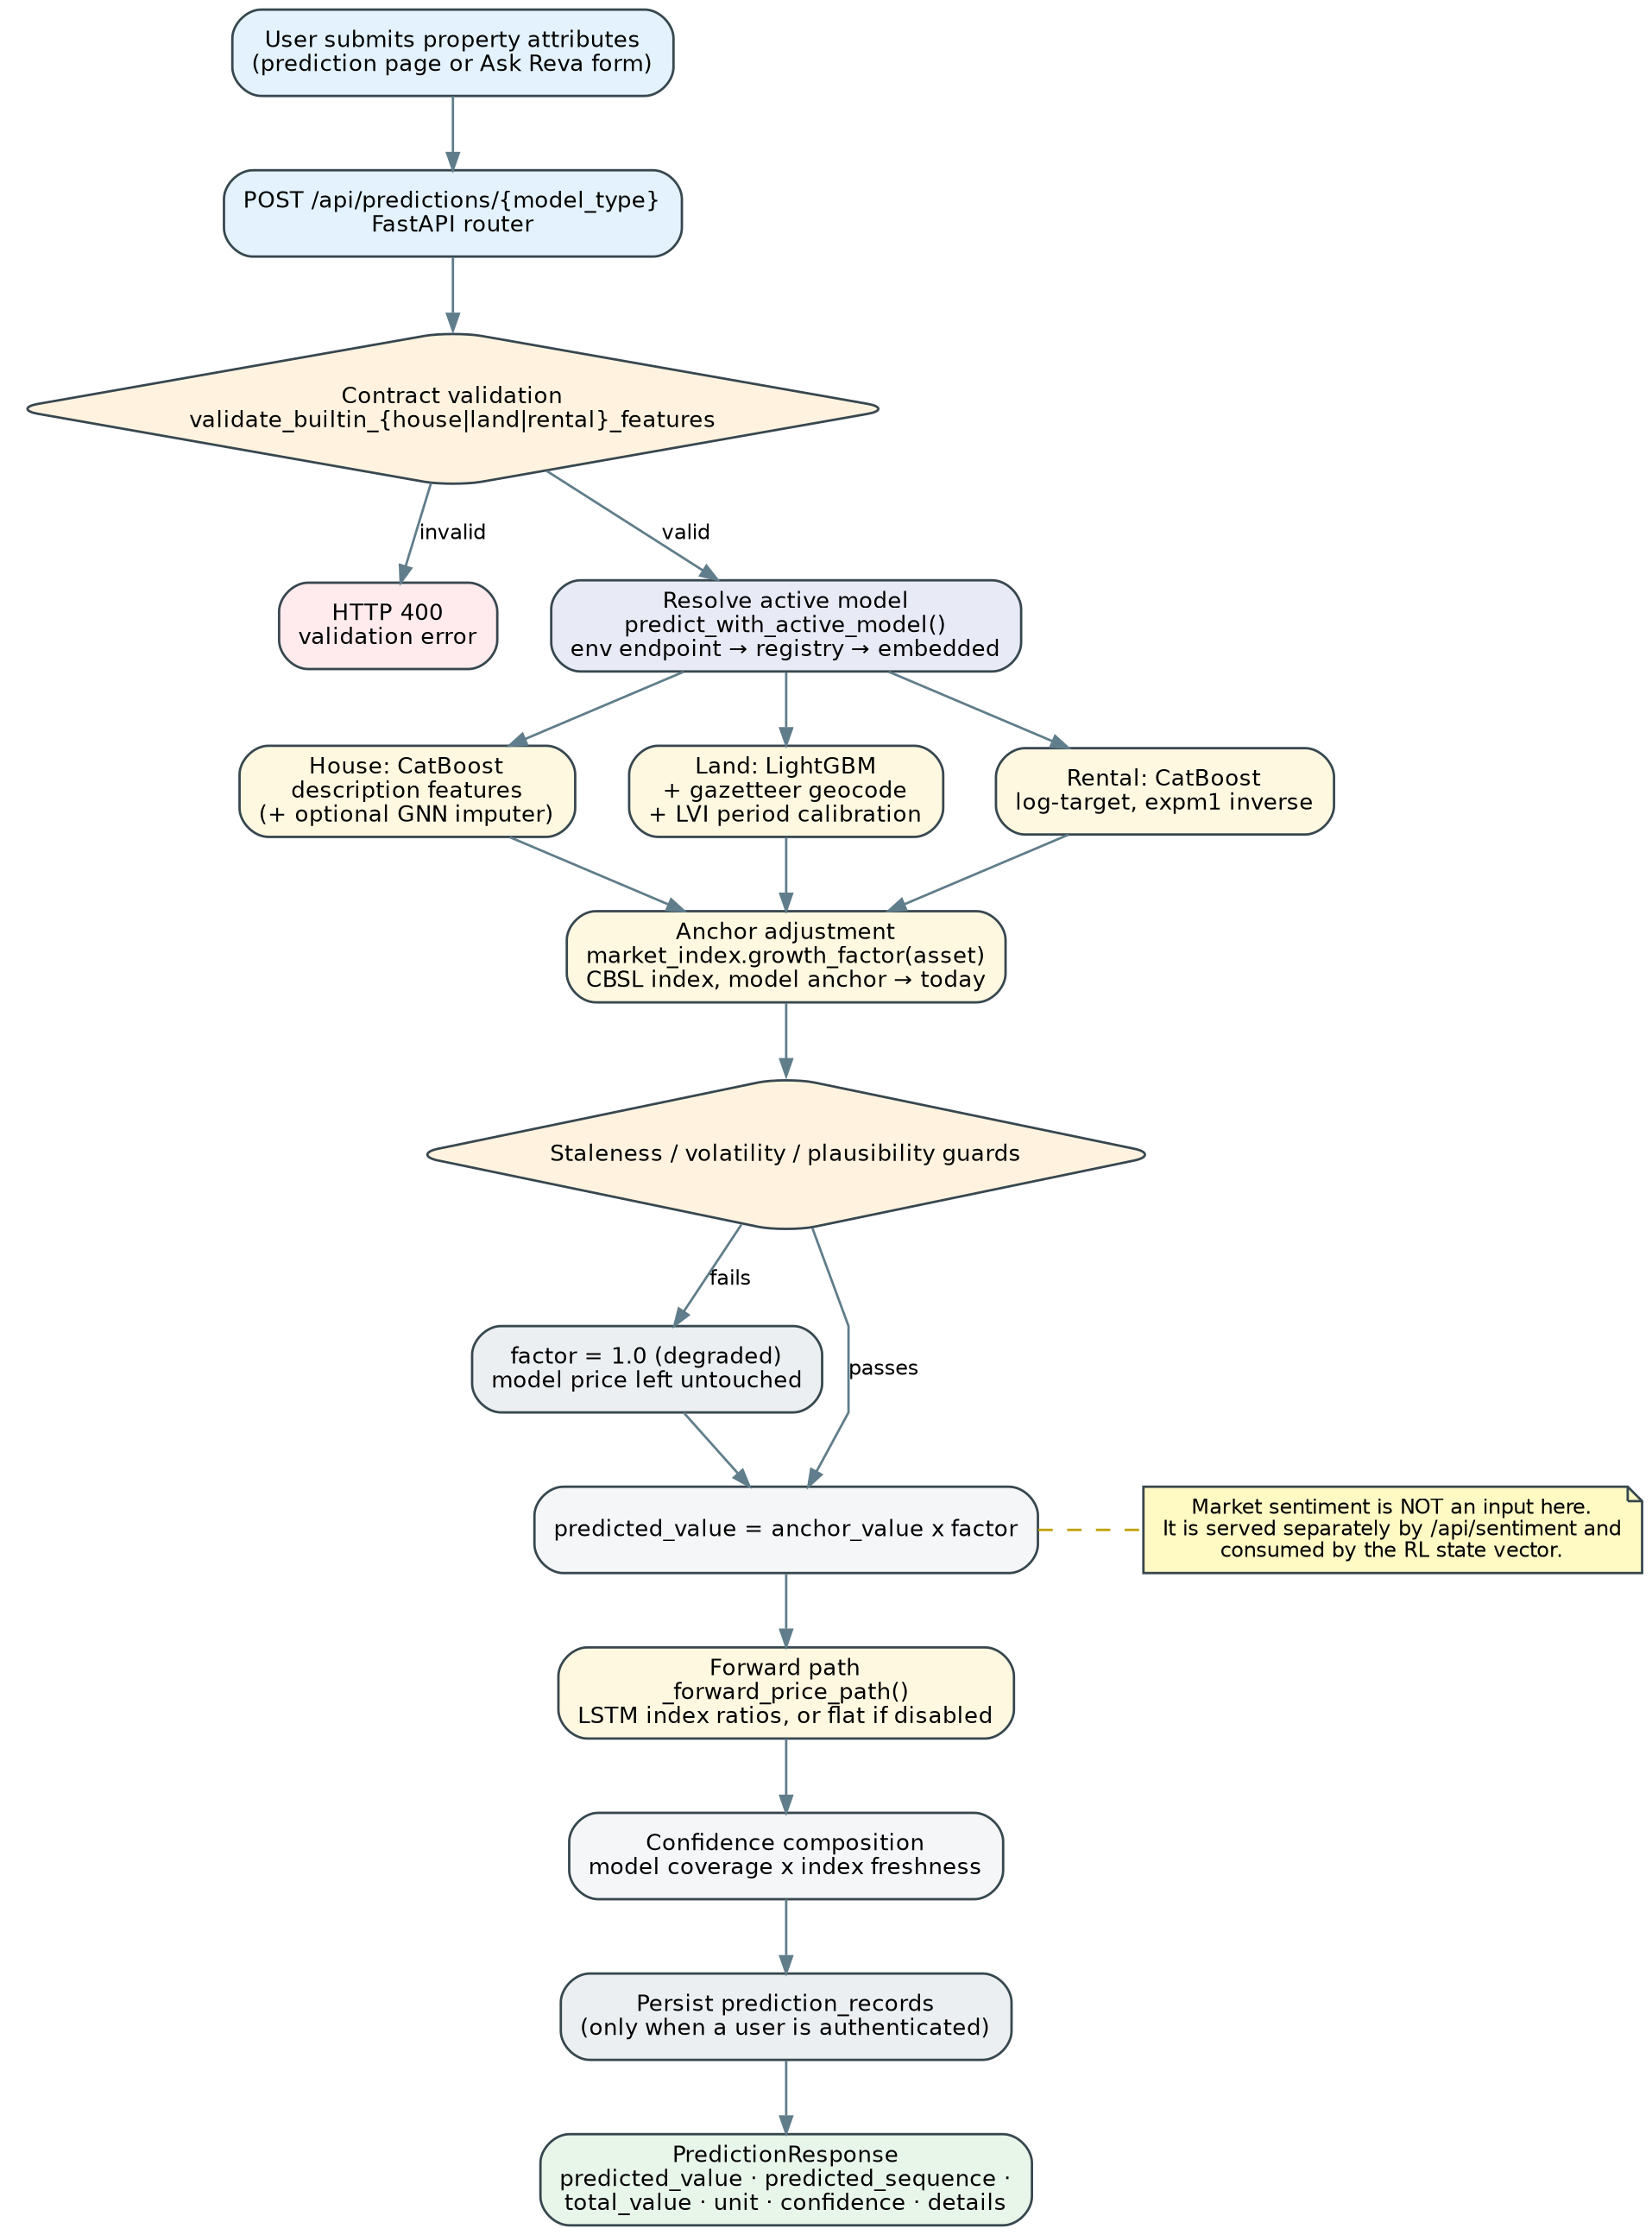 User submits property attributes
(prediction page or Ask Reva form)
POST /api/predictions/{model_type}
FastAPI router
Contract validation
validate_builtin_{house|land|rental}_features
invalid
valid
HTTP 400
validation error
Resolve active model
predict_with_active_model()
env endpoint → registry → embedded
House: CatBoost
description features
(+ optional GNN imputer)
Land: LightGBM
+ gazetteer geocode
+ LVI period calibration
Rental: CatBoost
log-target, expm1 inverse
Anchor adjustment
market_index.growth_factor(asset)
CBSL index, model anchor → today
Staleness / volatility / plausibility guards
fails
passes
factor = 1.0 (degraded)
model price left untouched
predicted_value = anchor_value x factor
Market sentiment is NOT an input here.
It is served separately by /api/sentiment and
consumed by the RL state vector.
Forward path
_forward_price_path()
LSTM index ratios, or flat if disabled
Confidence composition
model coverage x index freshness
Persist prediction_records
(only when a user is authenticated)
PredictionResponse
predicted_value · predicted_sequence ·
total_value · unit · confidence · details